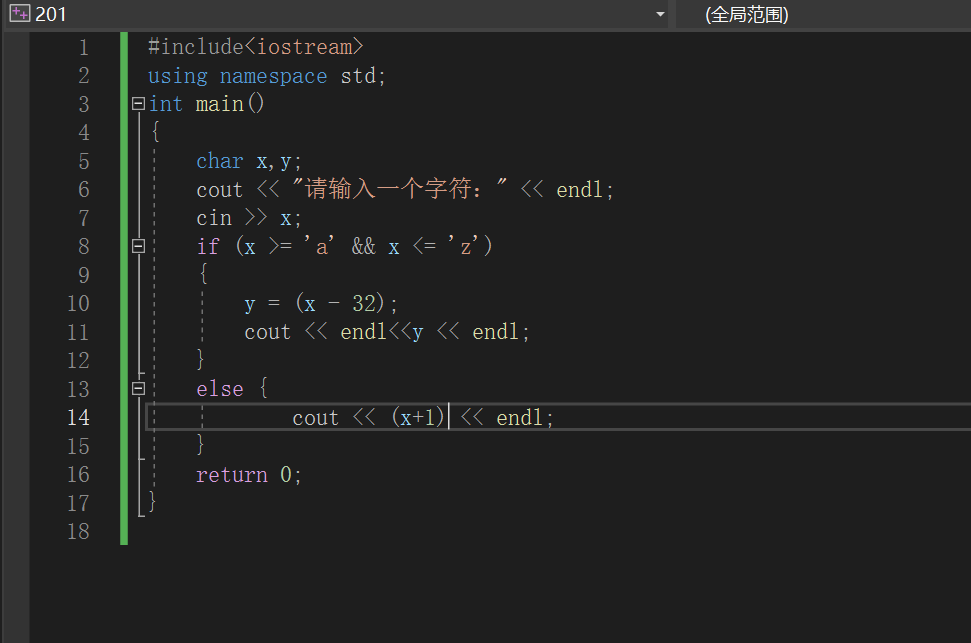 201 (全局范围)
1 #include<iostream>
2 using namespace std;
3 int main()
4 {
5 char x,y;
6 cout << "请输入一个字符：" << endl;
7 cin >> x;
8 if (x >= 'a' && x <= 'z')
9 {
10 y = (x - 32);
11 cout << endl<<y << endl;
12 }
13 else {
14 cout << (x+1) << endl;
15 }
16 return 0;
17 }
18